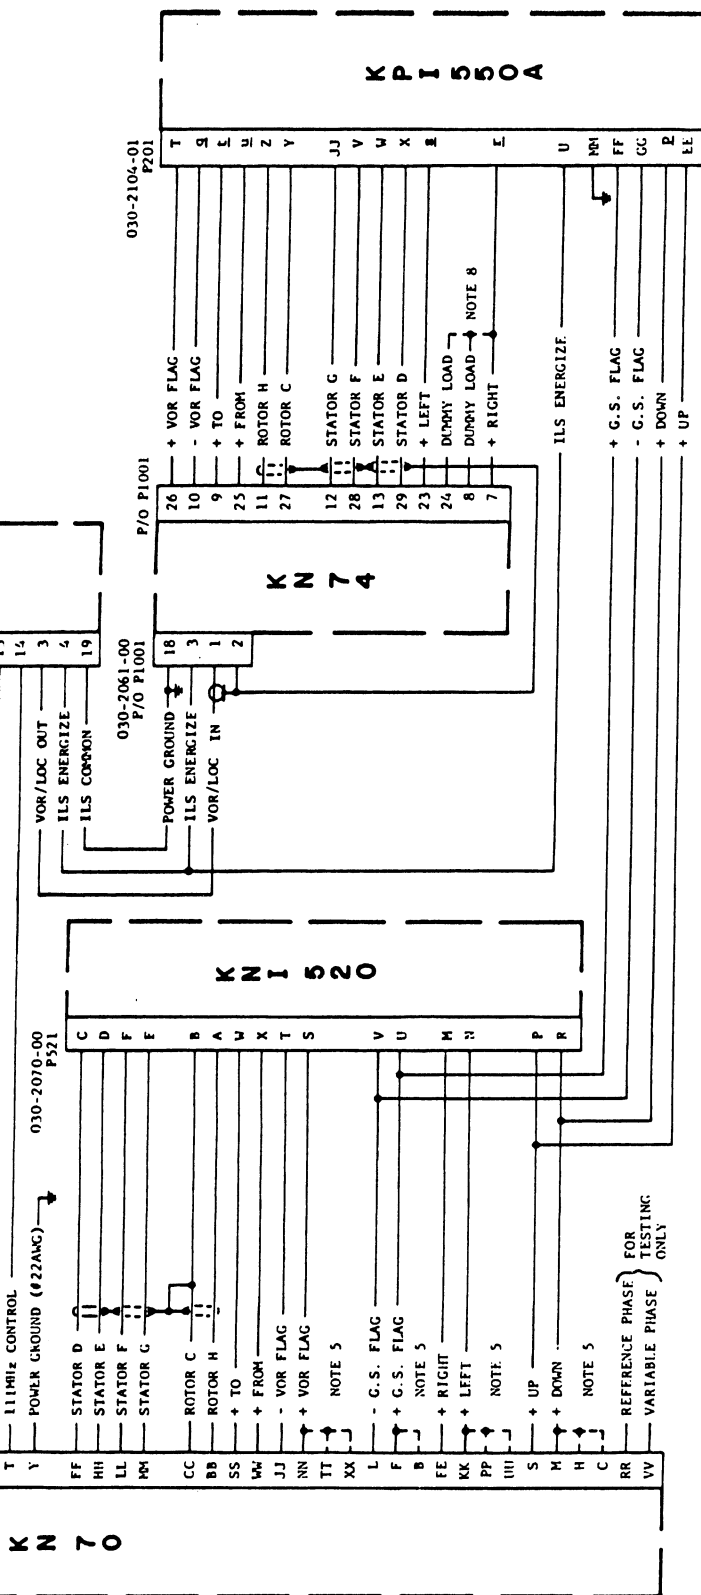 KPI 550A
030-2104-01
P201
T
q
t
u
Z
Y
JJ
V
W
X
s
r
U
MM
FF
GG
p
EE
+ VOR FLAG
- VOR FLAG
+ TO
+ FROM
ROTOR H
ROTOR C
STATOR G
STATOR F
STATOR E
STATOR D
+ LEFT
DUMMY LOAD
DUMMY LOAD
NOTE 8
+ RIGHT
ILS ENERGIZE
+ G.S. FLAG
- G.S. FLAG
+ DOWN
+ UP
P/O P1001
26
10
9
25
11
27
12
28
13
29
23
24
8
7
KN 74
030-2061-00
P/O P1001
18
3
1
2
14
3
4
19
VOR/LOC OUT
ILS ENERGIZE
ILS COMMON
POWER GROUND
ILS ENERGIZE
VOR/LOC IN
KNI 520
030-2070-00
P521
C
D
F
E
B
A
W
X
T
S
V
U
M
N
P
R
111MHz CONTROL
POWER GROUND (#22AWG)
STATOR D
STATOR E
STATOR F
STATOR G
ROTOR C
ROTOR H
+ TO
+ FROM
- VOR FLAG
+ VOR FLAG
NOTE 5
- G.S. FLAG
+ G.S. FLAG
NOTE 5
+ RIGHT
+ LEFT
NOTE 5
+ UP
+ DOWN
NOTE 5
REFERENCE PHASE
VARIABLE PHASE
FOR
TESTING
ONLY
T
Y
FF
HH
LL
MM
CC
BB
SS
WW
JJ
NN
TT
XX
L
F
B
EE
KK
PP
UU
S
M
H
C
RR
VV
KN 70